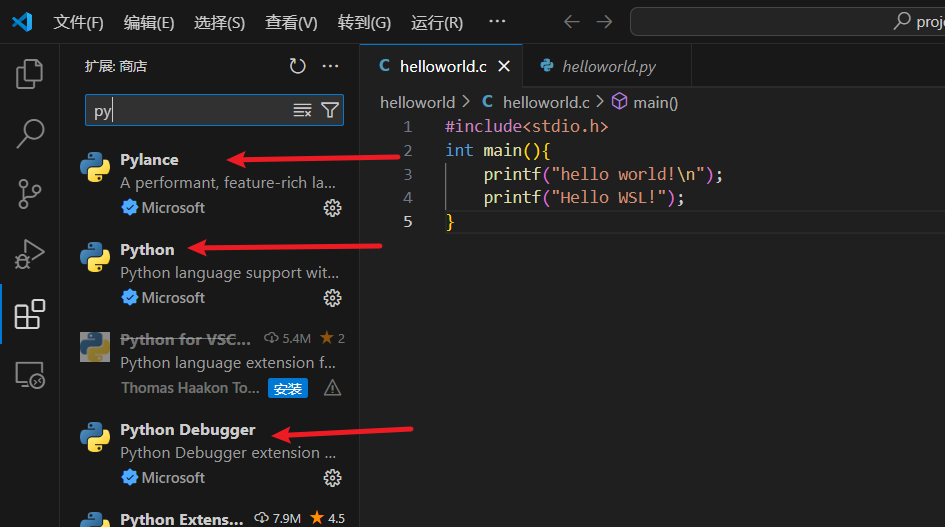 文件(F) 编辑(E) 选择(S) 查看(V) 转到(G) 运行(R) ··· proje
扩展: 商店
py
Pylance
A performant, feature-rich la...
Microsoft
Python
Python language support wit...
Microsoft
Python for VSC... 5.4M 2
Python language extension f...
Thomas Haakon To... 安装
Python Debugger
Python Debugger extension ...
Microsoft
Python Extens... 7.9M 4.5
C helloworld.c helloworld.py
helloworld > C helloworld.c > main()
1 #include<stdio.h>
2 int main(){
3 printf("hello world!\n");
4 printf("Hello WSL!");
5 }